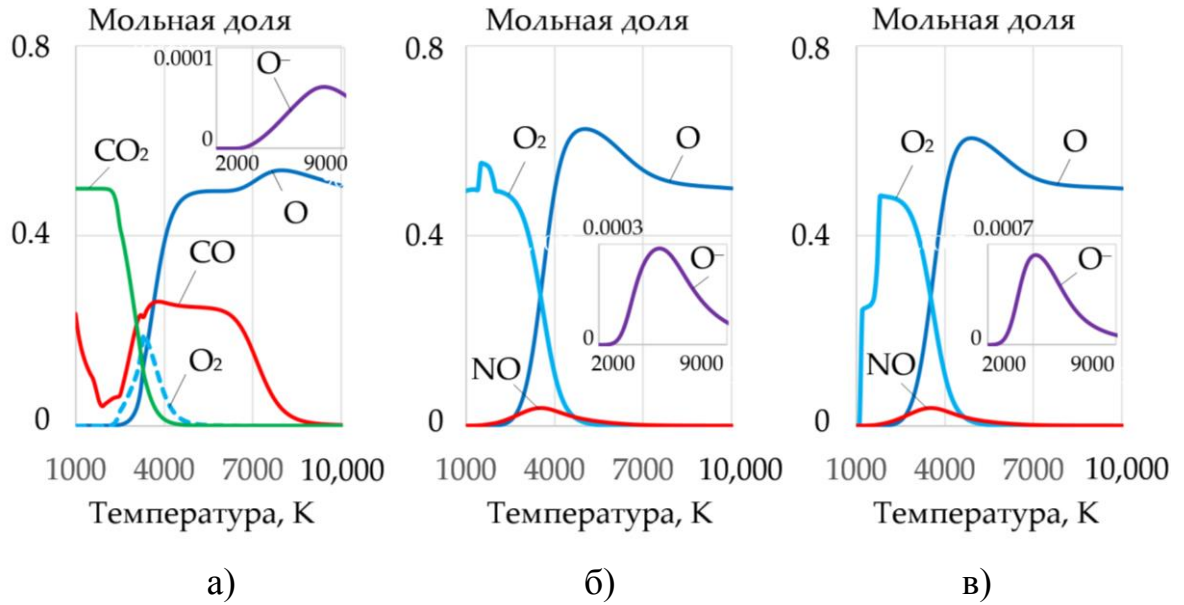 Мольная доля
0.8
0.4
0
0.0001
0
2000 9000
O⁻
CO₂
O
CO
O₂
1000 4000 7000 10,000
Температура, К
а)
Мольная доля
0.8
0.4
0
O₂
O
0.0003
0
2000 9000
O⁻
NO
1000 4000 7000 10,000
Температура, К
б)
Мольная доля
0.8
0.4
0
O₂
O
0.0007
0
2000 9000
O⁻
NO
1000 4000 7000 10,000
Температура, К
в)